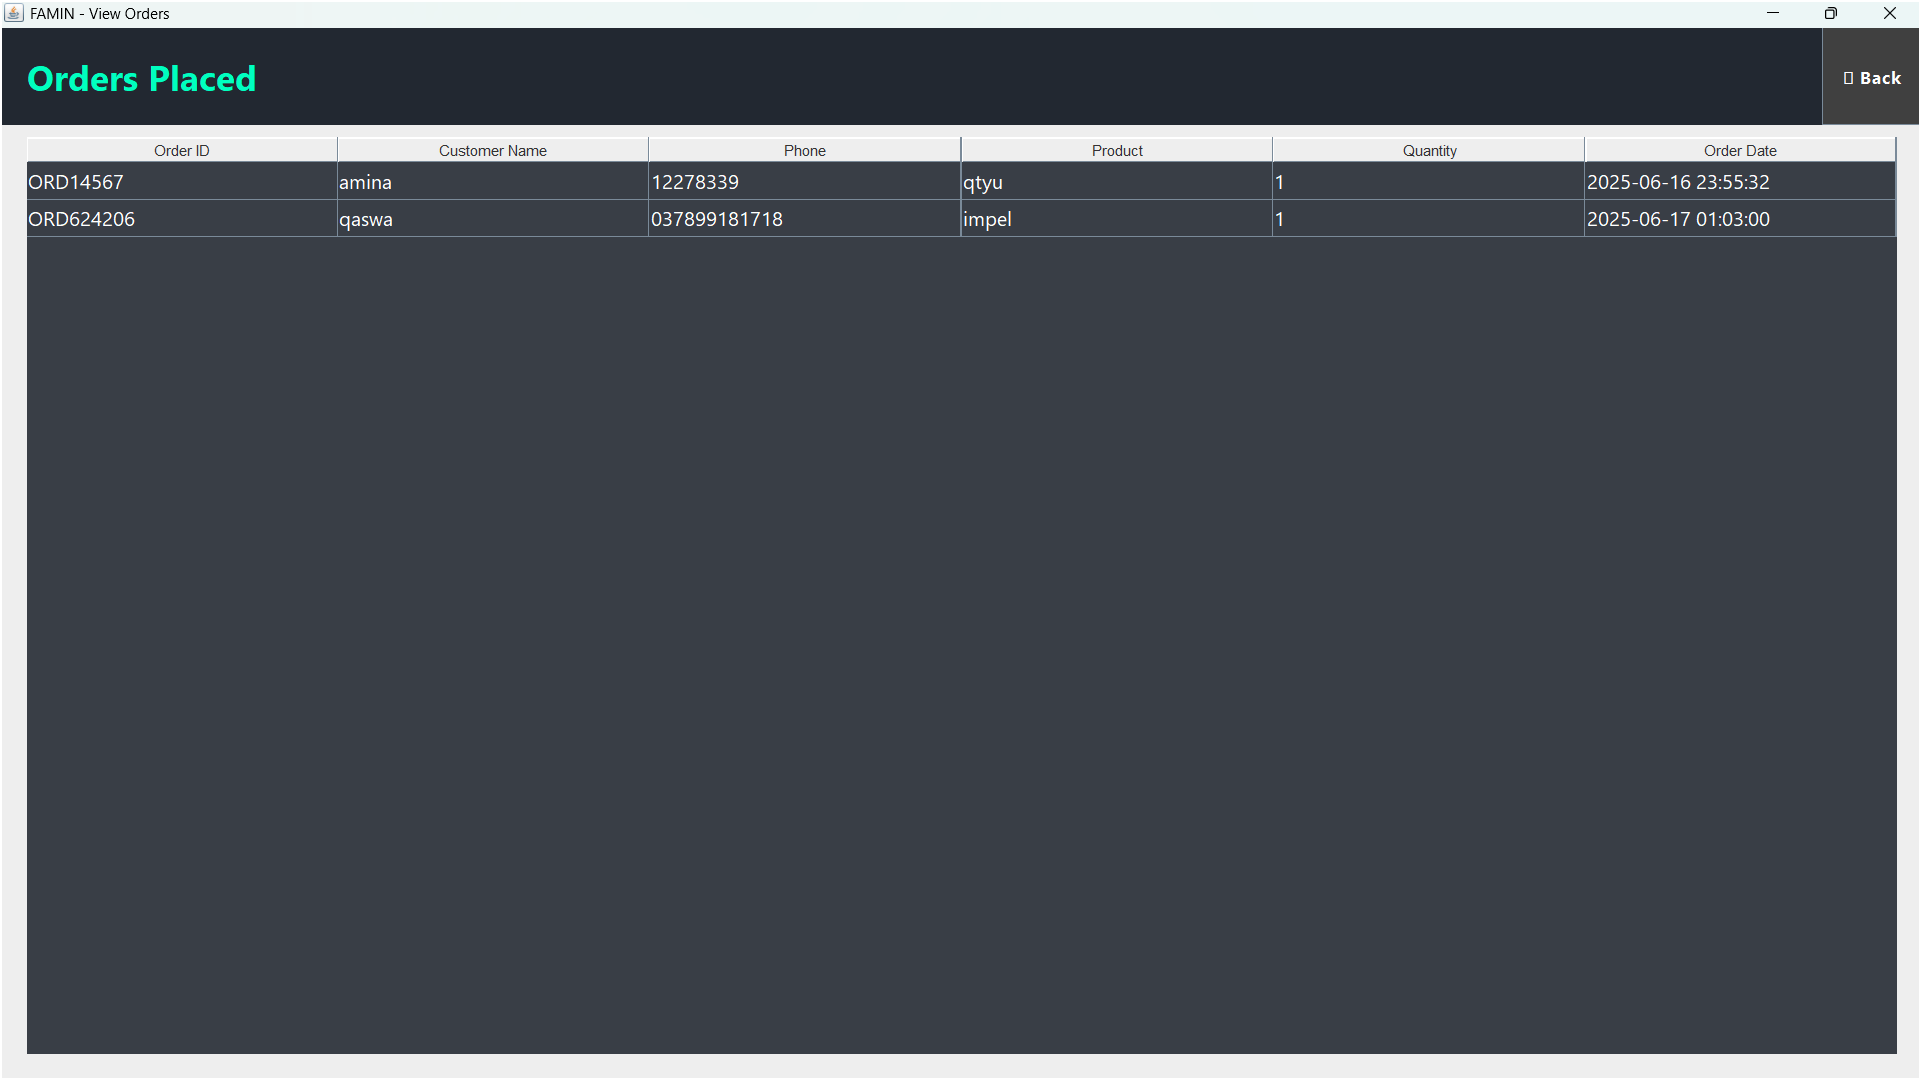 FAMIN - View Orders
Orders Placed
▯ Back
Order ID Customer Name Phone Product Quantity Order Date
ORD14567 amina 12278339 qtyu 1 2025-06-16 23:55:32
ORD624206 qaswa 037899181718 impel 1 2025-06-17 01:03:00